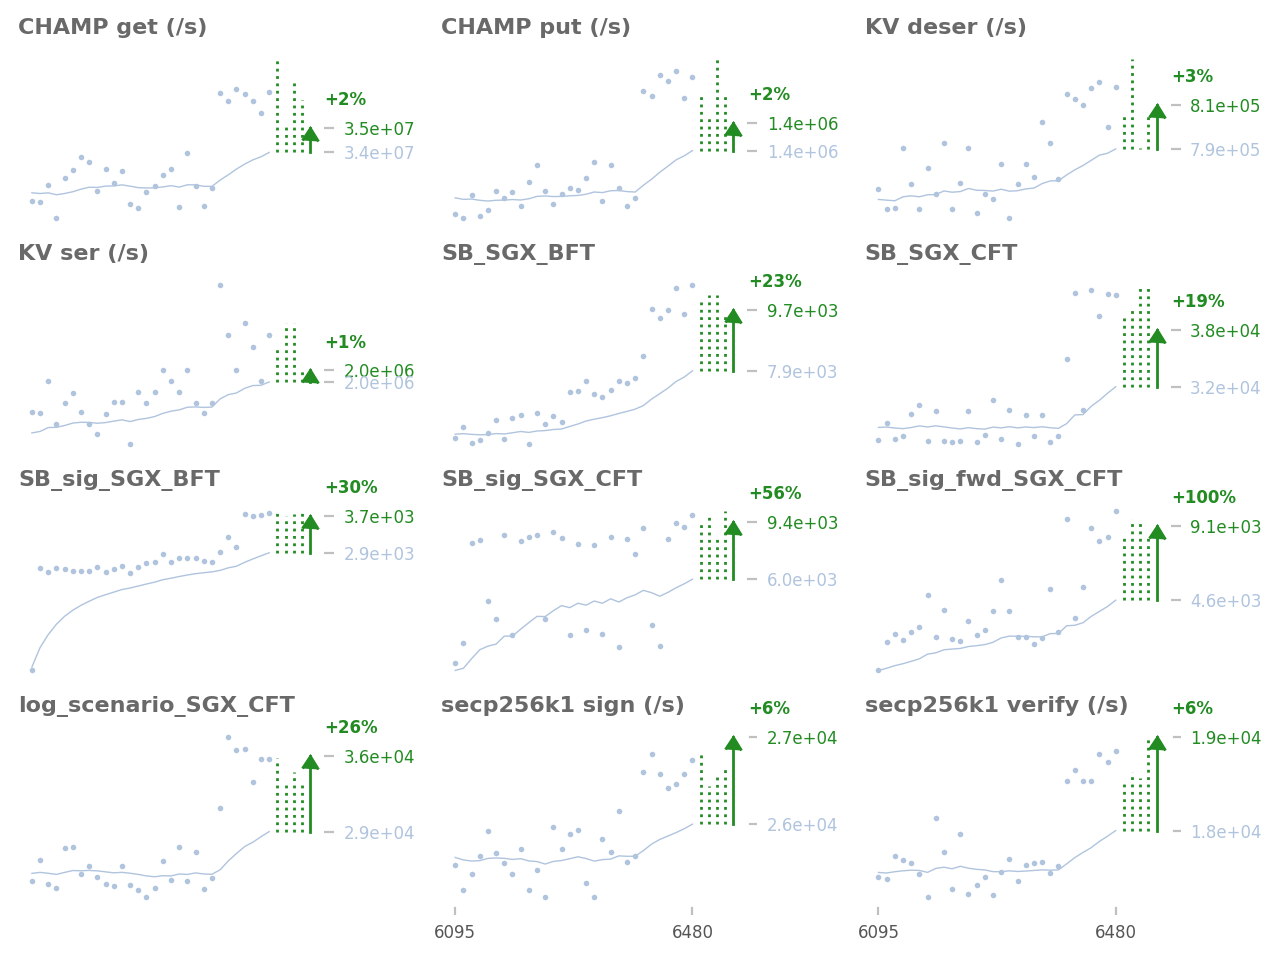 CHAMP get (/s)
+2%
3.5e+07
3.4e+07
CHAMP put (/s)
+2%
1.4e+06
1.4e+06
KV deser (/s)
+3%
8.1e+05
7.9e+05
KV ser (/s)
+1%
2.0e+06
2.0e+06
SB_SGX_BFT
+23%
9.7e+03
7.9e+03
SB_SGX_CFT
+19%
3.8e+04
3.2e+04
SB_sig_SGX_BFT
+30%
3.7e+03
2.9e+03
SB_sig_SGX_CFT
+56%
9.4e+03
6.0e+03
SB_sig_fwd_SGX_CFT
+100%
9.1e+03
4.6e+03
log_scenario_SGX_CFT
+26%
3.6e+04
2.9e+04
secp256k1 sign (/s)
+6%
2.7e+04
2.6e+04
6095
6480
secp256k1 verify (/s)
+6%
1.9e+04
1.8e+04
6095
6480